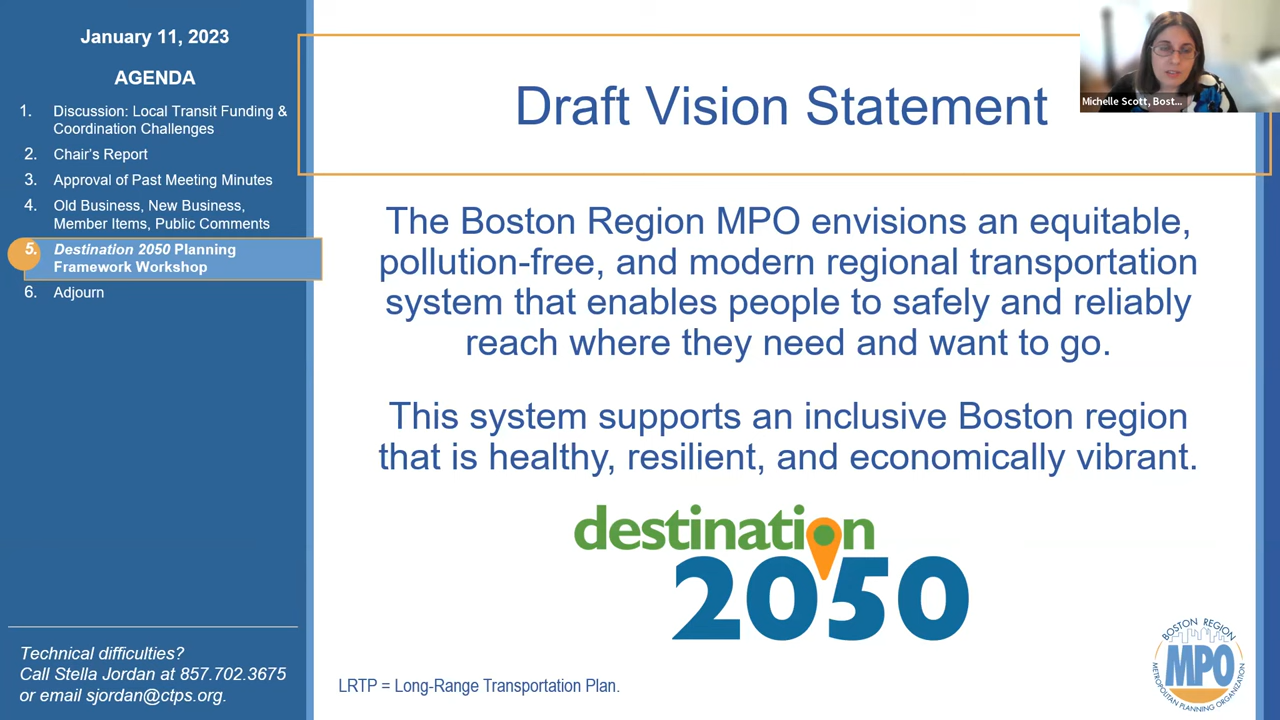 January 11, 2023
AGENDA
1. Discussion: Local Transit Funding &
Coordination Challenges
2. Chair's Report
3. Approval of Past Meeting Minutes
4. Old Business, New Business,
Member Items, Public Comments
5. Destination 2050 Planning
Framework Workshop
6. Adjourn
Technical difficulties?
Call Stella Jordan at 857.702.3675
or email sjordan@ctps.org.
Draft Vision Statement
Michelle Scott, Bost...
The Boston Region MPO envisions an equitable,
pollution-free, and modern regional transportation
system that enables people to safely and reliably
reach where they need and want to go.
This system supports an inclusive Boston region
that is healthy, resilient, and economically vibrant.
destination
2050
LRTP = Long-Range Transportation Plan.
BOSTON REGION
MPO
METROPOLITAN PLANNING ORGANIZATION